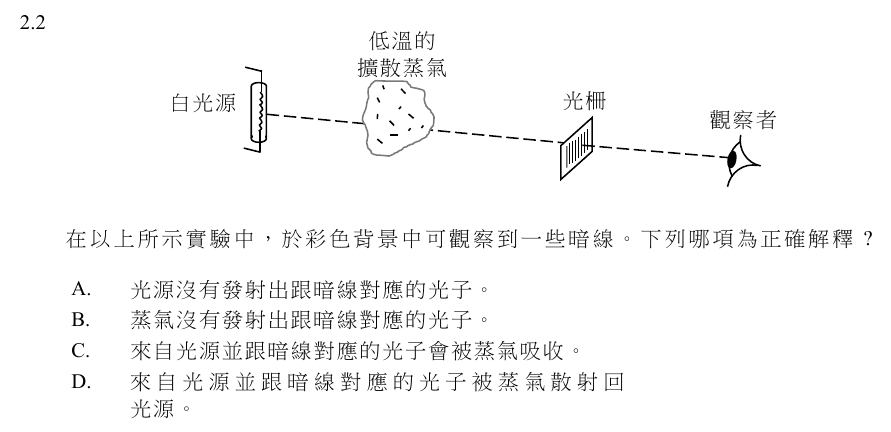 2.2
低溫的
擴散蒸氣
白光源
光柵
觀察者
在以上所示實驗中，於彩色背景中可觀察到一些暗線。下列哪項為正確解釋？
A. 光源沒有發射出跟暗線對應的光子。
B. 蒸氣沒有發射出跟暗線對應的光子。
C. 來自光源並跟暗線對應的光子會被蒸氣吸收。
D. 來自光源並跟暗線對應的光子被蒸氣散射回
光源。